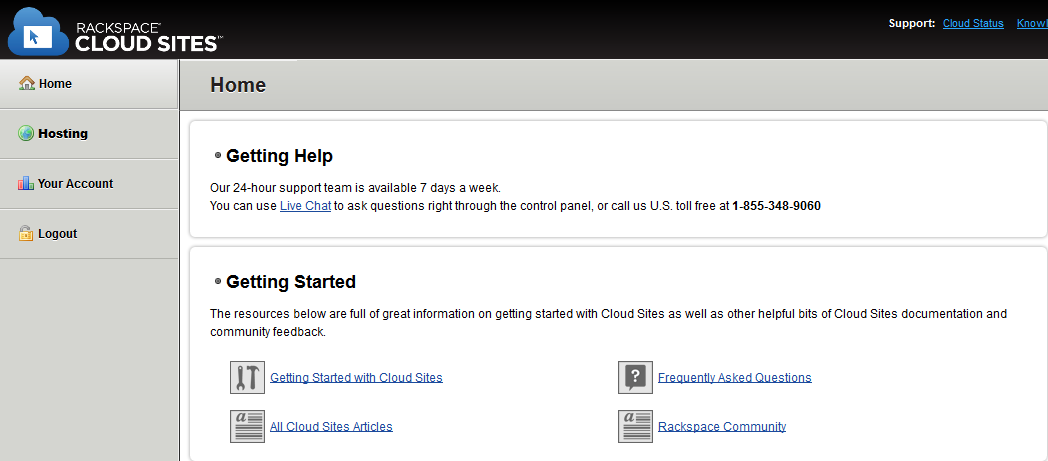 RACKSPACE®
CLOUD SITES™
Support: Cloud Status
Home
Hosting
Your Account
Logout
Home
Getting Help
Our 24-hour support team is available 7 days a week.
You can use Live Chat to ask questions right through the control panel, or call us U.S. toll free at 1-855-348-9060
Getting Started
The resources below are full of great information on getting started with Cloud Sites as well as other helpful bits of Cloud Sites documentation and
community feedback.
Getting Started with Cloud Sites
Frequently Asked Questions
All Cloud Sites Articles
Rackspace Community